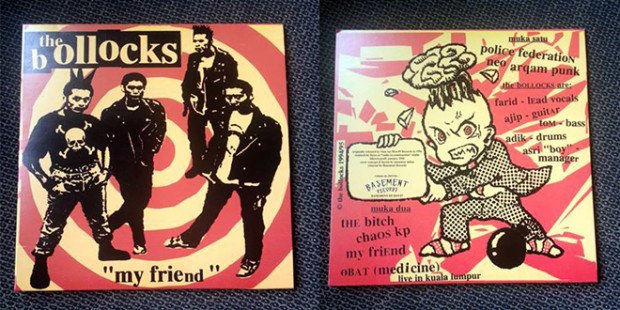 the
bollocks
"my friend"
muka satu
police federation
neo arqam punk
the bollocks are:
farid - lead vocals
ajip - guitar
tom - bass
adik - drums
asri "boy" -
manager
© the bollocks 1994/95
BASEMENT
RECORDS
muka dua
tHE bitch
chaos kp
my friEnd
OBAT (medicine)
live in kuala lumpur